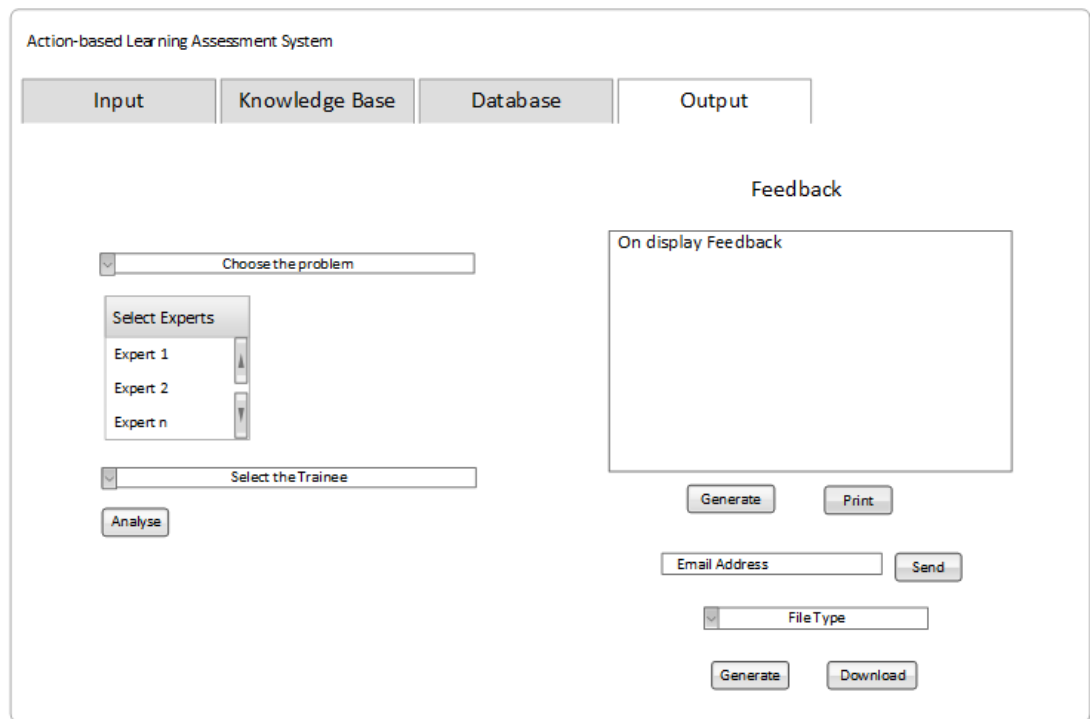 Action-based Learning Assessment System
Input
Knowledge Base
Database
Output
Choose the problem
Select Experts
Expert 1
Expert 2
Expert n
Select the Trainee
Analyse
Feedback
On display Feedback
Generate
Print
Email Address
Send
File Type
Generate
Download